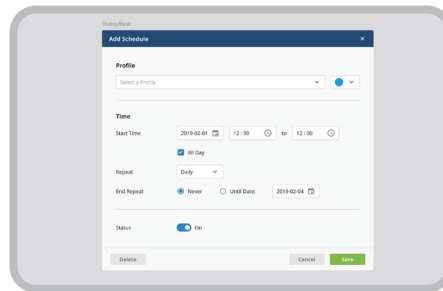 Dialog/Basic
Add Schedule ×
Profile
Select a Profile
Time
Start Time 2019-02-01 12 : 00 to 12 : 00
All Day
Repeat Daily
End Repeat Never Until Date: 2019-02-04
Status On
Delete Cancel Save